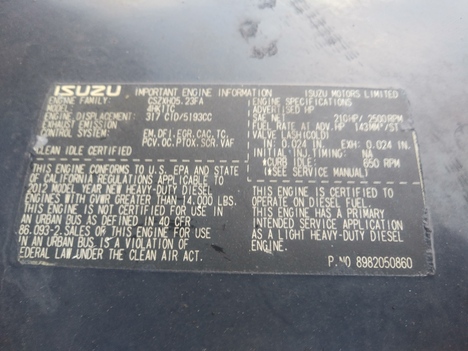 ISUZU IMPORTANT ENGINE INFORMATION ISUZU MOTORS LIMITED
ENGINE FAMILY: CSZXH05.23FA
MODEL: 4HK1TC
ENGINE DISPLACEMENT: 317 CID/5193CC
EXHAUST EMISSION CONTROL SYSTEM: EM, DFI, EGR, CAC, TC, PCV, OC, PTOX, SCR, YAF
CLEAN IDLE CERTIFIED
ENGINE SPECIFICATIONS:
ADVERTISED HP
SAE NET: 210HP/ 2500RPM
FUEL RATE AT ADV. HP 143MM³/ST.
VALVE LASH(COLD)
IN: 0.024 IN. EXH: 0.024 IN.
INITIAL INJ TIMING: NA
*CURB IDLE: 650 RPM
(*SEE SERVICE MANUAL)
THIS ENGINE CONFORMS TO U.S. EPA AND STATE
CALIFORNIA REGULATIONS APPLICABLE TO
2012 MODEL YEAR NEW HEAVY-DUTY DIESEL
ENGINES WITH GVWR GREATER THAN 14,000 LBS.
THIS ENGINE IS NOT CERTIFIED FOR USE IN
AN URBAN BUS AS DEFINED IN 40 CFR
86.093-2. SALES OR THIS ENGINE FOR USE
IN AN URBAN BUS, IS A VIOLATION OF
FEDERAL LAW UNDER THE CLEAN AIR ACT.
THIS ENGINE IS CERTIFIED TO
OPERATE ON DIESEL FUEL.
THIS ENGINE HAS A PRIMARY
INTENDED SERVICE APPLICATION
AS A LIGHT HEAVY-DUTY DIESEL
ENGINE.
P.NO 8982050860